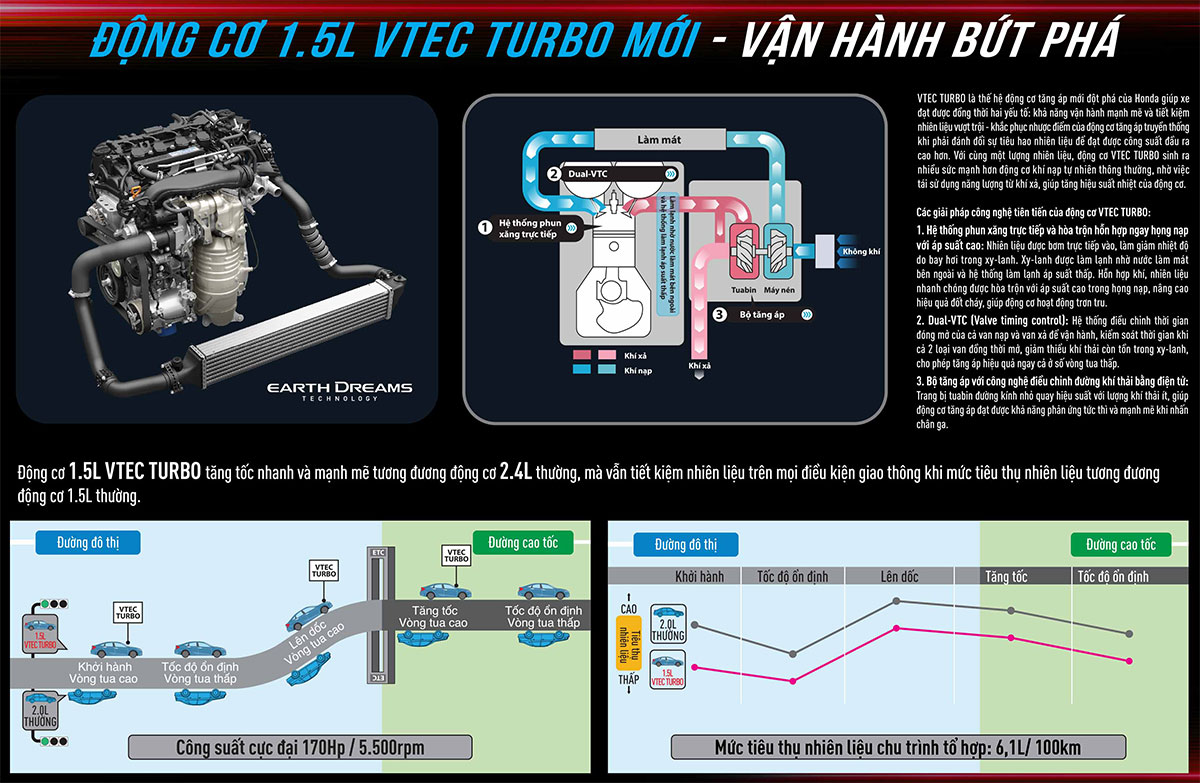 ĐỘNG CƠ 1.5L VTEC TURBO MỚI - VẬN HÀNH BỨT PHÁ
EARTH DREAMS
TECHNOLOGY
Làm mát
2 Dual-VTC
1 Hệ thống phun
xăng trực tiếp
Làm lạnh nhờ nước làm mát bên ngoài
và hệ thống làm lạnh áp suất thấp
Không khí
Tuabin Máy nén
3 Bộ tăng áp
Khí xả
Khí nạp
Khí xả
VTEC TURBO là thế hệ động cơ tăng áp mới đột phá của Honda giúp xe
đạt được đồng thời hai yếu tố: khả năng vận hành mạnh mẽ và tiết kiệm
nhiên liệu vượt trội - khắc phục nhược điểm của động cơ tăng áp truyền thống
khi phải đánh đổi sự tiêu hao nhiên liệu để đạt được công suất đầu ra
cao hơn. Với cùng một lượng nhiên liệu, động cơ VTEC TURBO sinh ra
nhiều sức mạnh hơn động cơ khí nạp tự nhiên thông thường, nhờ việc
tái sử dụng năng lượng từ khí xả, giúp tăng hiệu suất nhiệt của động cơ.
Các giải pháp công nghệ tiên tiến của động cơ VTEC TURBO:
1. Hệ thống phun xăng trực tiếp và hòa trộn hỗn hợp ngay họng nạp
với áp suất cao: Nhiên liệu được bơm trực tiếp vào, làm giảm nhiệt độ
do bay hơi trong xy-lanh. Xy-lanh được làm lạnh nhờ nước làm mát
bên ngoài và hệ thống làm lạnh áp suất thấp. Hỗn hợp khí, nhiên liệu
nhanh chóng được hòa trộn với áp suất cao trong họng nạp, nâng cao
hiệu quả đốt cháy, giúp động cơ hoạt động trơn tru.
2. Dual-VTC (Valve timing control): Hệ thống điều chỉnh thời gian
đóng mở của cả van nạp và van xả để vận hành, kiểm soát thời gian khi
cả 2 loại van đồng thời mở, giảm thiểu khí thải còn tồn trong xy-lanh,
cho phép tăng áp hiệu quả ngay cả ở số vòng tua thấp.
3. Bộ tăng áp với công nghệ điều chỉnh đường khí thải bằng điện tử:
Trang bị tuabin đường kính nhỏ quay hiệu suất với lượng khí thải ít, giúp
động cơ tăng áp đạt được khả năng phản ứng tức thì và mạnh mẽ khi nhấn
chân ga.
Động cơ 1.5L VTEC TURBO tăng tốc nhanh và mạnh mẽ tương đương động cơ 2.4L thường, mà vẫn tiết kiệm nhiên liệu trên mọi điều kiện giao thông khi mức tiêu thụ nhiên liệu tương đương
động cơ 1.5L thường.
Đường đô thị
Đường cao tốc
ETC
VTEC
TURBO
VTEC
TURBO
VTEC
TURBO
1.5L
VTEC TURBO
Khởi hành
Vòng tua cao
Tốc độ ổn định
Vòng tua thấp
Lên dốc
Vòng tua cao
Tăng tốc
Vòng tua cao
Tốc độ ổn định
Vòng tua thấp
ETC
2.0L
THƯỜNG
Công suất cực đại 170Hp / 5.500rpm
Đường đô thị
Đường cao tốc
Khởi hành
Tốc độ ổn định
Lên dốc
Tăng tốc
Tốc độ ổn định
CAO
Tiêu thụ
nhiên liệu
THẤP
2.0L
THƯỜNG
1.5L
VTEC TURBO
Mức tiêu thụ nhiên liệu chu trình tổ hợp: 6,1L/ 100km